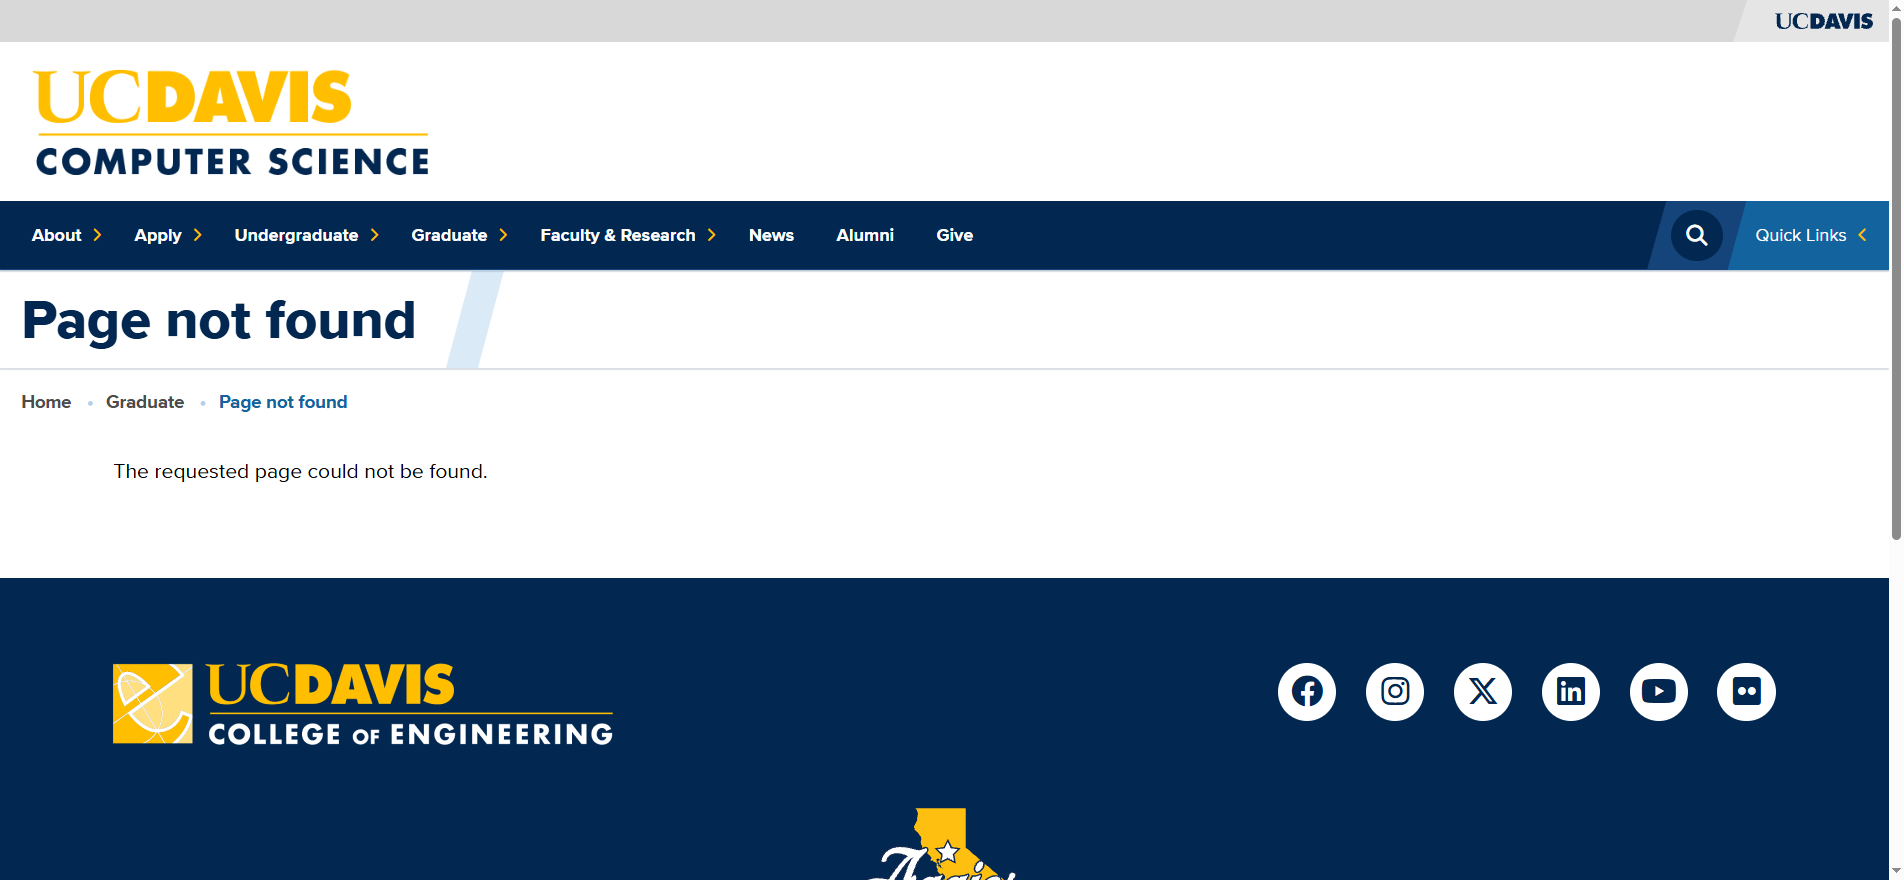 UCDAVIS
UCDAVIS
COMPUTER SCIENCE
About Apply Undergraduate Graduate Faculty & Research News Alumni Give Quick Links
Page not found
Home • Graduate • Page not found
The requested page could not be found.
UCDAVIS
COLLEGE OF ENGINEERING
Aggies